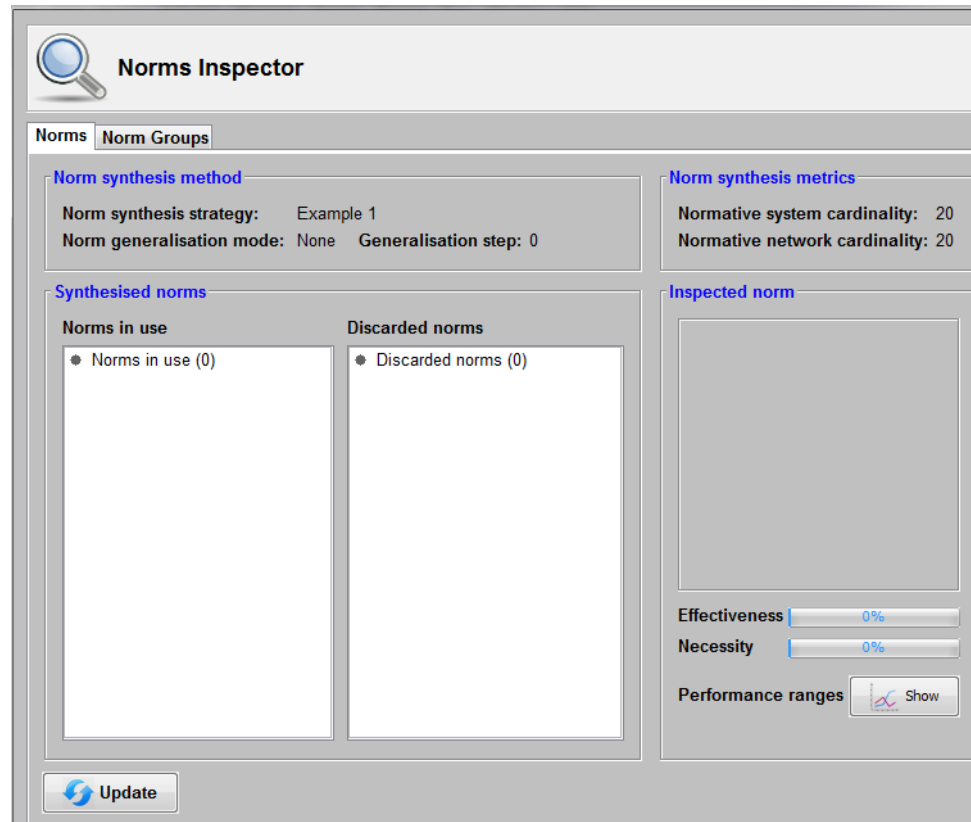 Norms Inspector
Norms Norm Groups
Norm synthesis method
Norm synthesis strategy: Example 1
Norm generalisation mode: None Generalisation step: 0
Norm synthesis metrics
Normative system cardinality: 20
Normative network cardinality: 20
Synthesised norms
Norms in use
Norms in use (0)
Discarded norms
Discarded norms (0)
Inspected norm
Effectiveness 0%
Necessity 0%
Performance ranges Show
Update